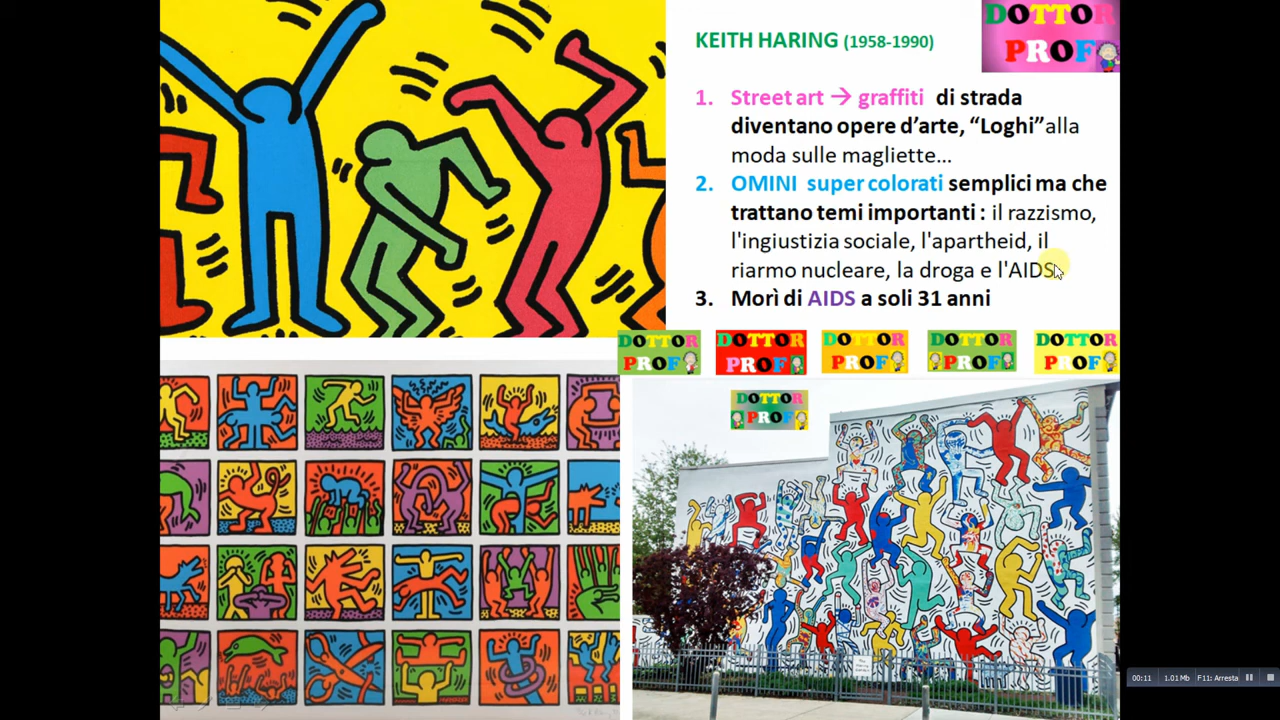 KEITH HARING (1958-1990)
DOTTOR
PROF
1. Street art → graffiti di strada
diventano opere d'arte, “Loghi”alla
moda sulle magliette...
2. OMINI super colorati semplici ma che
trattano temi importanti : il razzismo,
l'ingiustizia sociale, l'apartheid, il
riarmo nucleare, la droga e l'AIDS
3. Morì di AIDS a soli 31 anni
DOTTOR DOTTOR DOTTOR DOTTOR DOTTOR
PROF PROF PROF PROF PROF
DOTTOR
PROF
00:11 1.01 Mb F11: Arresta